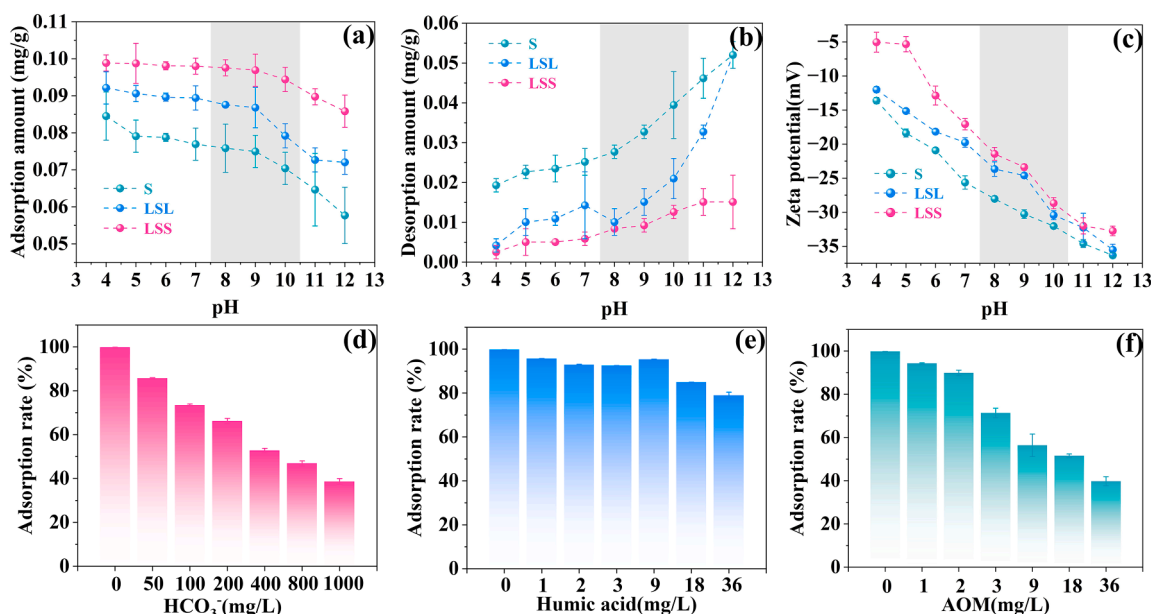 (a)
Adsorption amount (mg/g)
0.11
0.10
0.09
0.08
0.07
0.06
0.05
S
LSL
LSS
3 4 5 6 7 8 9 10 11 12 13
pH
(b)
Desorption amount (mg/g)
0.06
0.05
0.04
0.03
0.02
0.01
0.00
S
LSL
LSS
3 4 5 6 7 8 9 10 11 12 13
pH
(c)
Zeta potential(mV)
−5
−10
−15
−20
−25
−30
−35
S
LSL
LSS
3 4 5 6 7 8 9 10 11 12 13
pH
(d)
Adsorption rate (%)
100
80
60
40
20
0
0 50 100 200 400 800 1000
HCO₃⁻(mg/L)
(e)
Adsorption rate (%)
100
80
60
40
20
0
0 1 2 3 9 18 36
Humic acid(mg/L)
(f)
Adsorption rate (%)
100
80
60
40
20
0
0 1 2 3 9 18 36
AOM(mg/L)